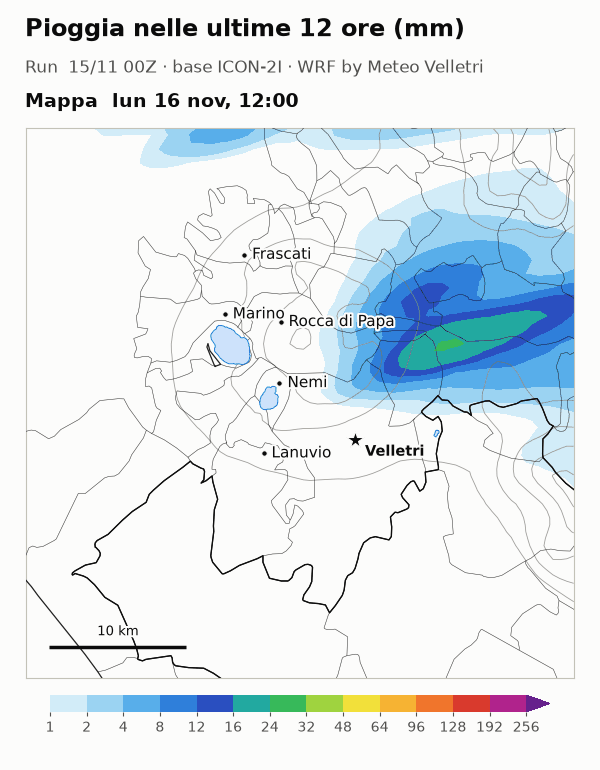 Pioggia nelle ultime 12 ore (mm)
Run 15/11 00Z · base ICON-2I · WRF by Meteo Velletri
Mappa lun 16 nov, 12:00
Frascati
Marino
Rocca di Papa
Nemi
Velletri
Lanuvio
10 km
1 2 4 8 12 16 24 32 48 64 96 128 192 256